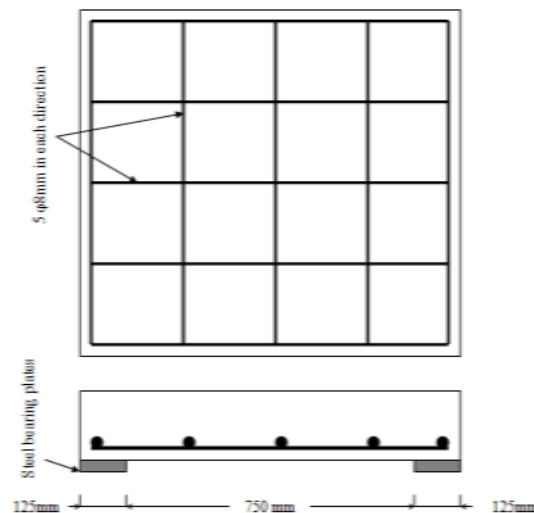 5 φ8mm in each direction
Steel bearing plates
125mm
750 mm
125mm